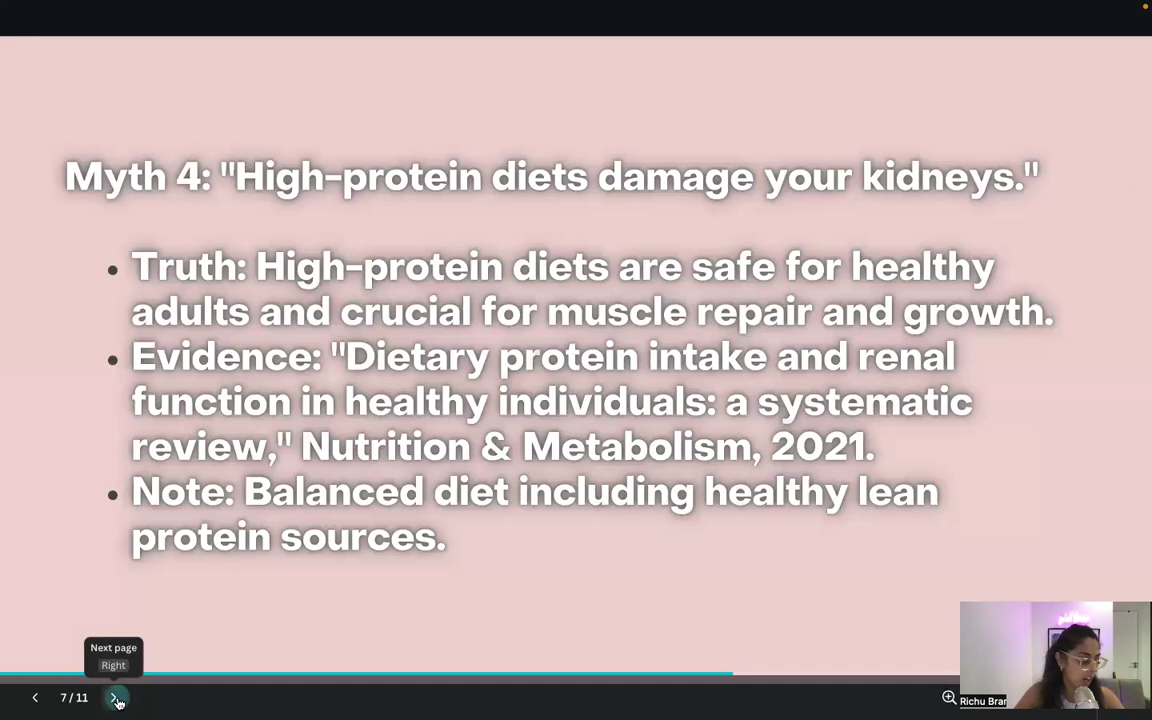 Myth 4: "High-protein diets damage your kidneys."
• Truth: High-protein diets are safe for healthy
adults and crucial for muscle repair and growth.
• Evidence: "Dietary protein intake and renal
function in healthy individuals: a systematic
review," Nutrition & Metabolism, 2021.
• Note: Balanced diet including healthy lean
protein sources.
Next page
Right
7 / 11
Richu Bran